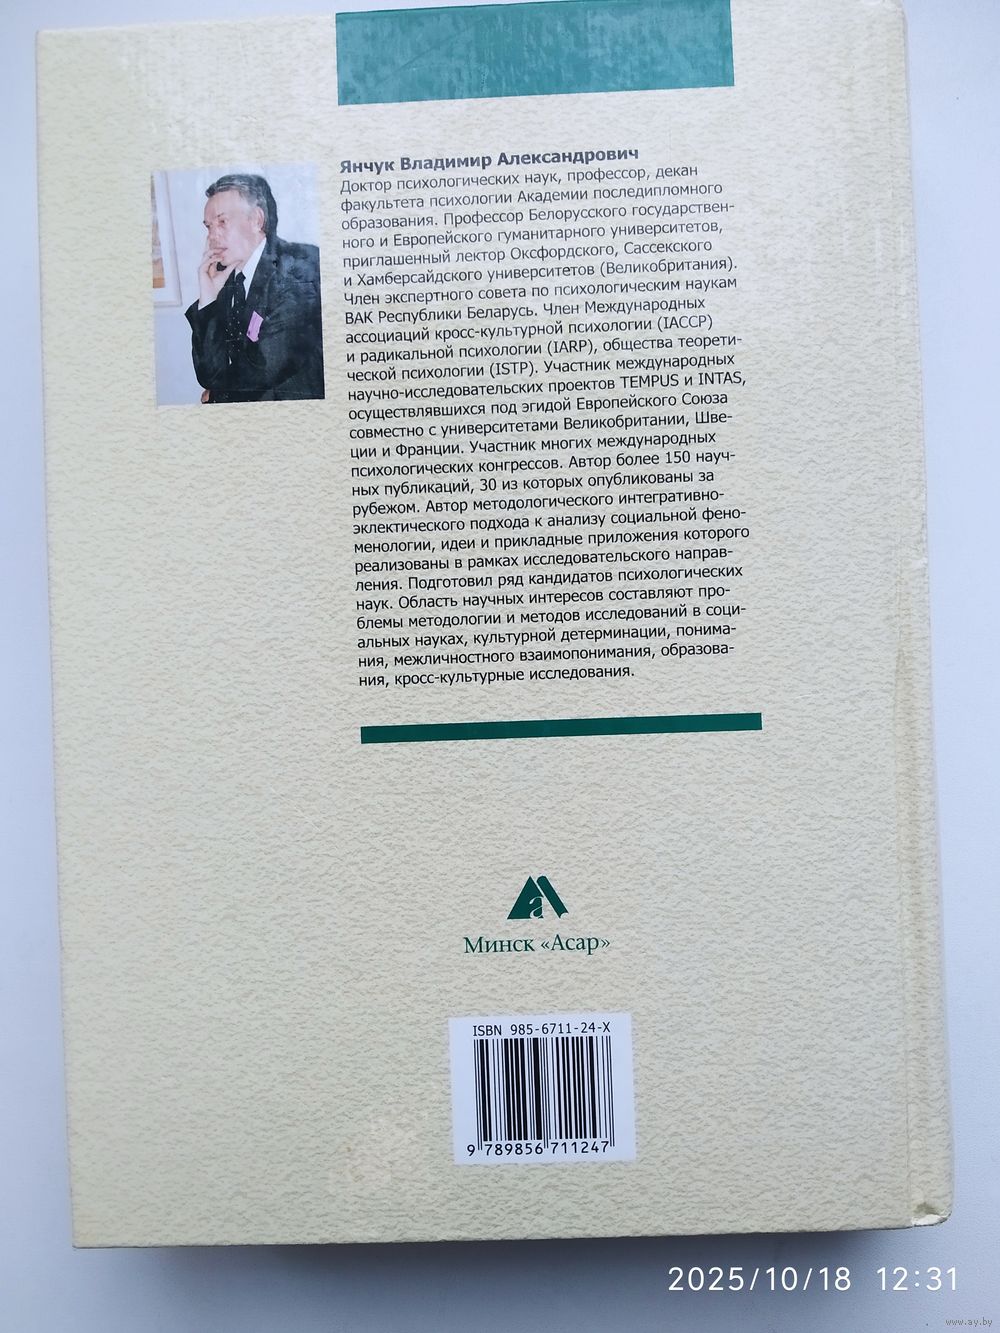 Янчук Владимир Александрович
Доктор психологических наук, профессор, декан
факультета психологии Академии последипломного
образования. Профессор Белорусского государствен-
ного и Европейского гуманитарного университетов,
приглашенный лектор Оксфордского, Сассекского
и Хамберсайдского университетов (Великобритания).
Член экспертного совета по психологическим наукам
ВАК Республики Беларусь. Член Международных
ассоциаций кросс-культурной психологии (IACCP)
и радикальной психологии (IARP), общества теорети-
ческой психологии (ISTP). Участник международных
научно-исследовательских проектов TEMPUS и INTAS,
осуществлявшихся под эгидой Европейского Союза
совместно с университетами Великобритании, Шве-
ции и Франции. Участник многих международных
психологических конгрессов. Автор более 150 науч-
ных публикаций, 30 из которых опубликованы за
рубежом. Автор методологического интегративно-
эклектического подхода к анализу социальной фено-
менологии, идеи и прикладные приложения которого
реализованы в рамках исследовательского направ-
ления. Подготовил ряд кандидатов психологических
наук. Область научных интересов составляют про-
блемы методологии и методов исследований в соци-
альных науках, культурной детерминации, понима-
ния, межличностного взаимопонимания, образова-
ния, кросс-культурные исследования.
а
Минск «Асар»
ISBN 985-6711-24-X
9 789856 711247
2025/10/18 12:31
www.ay.by